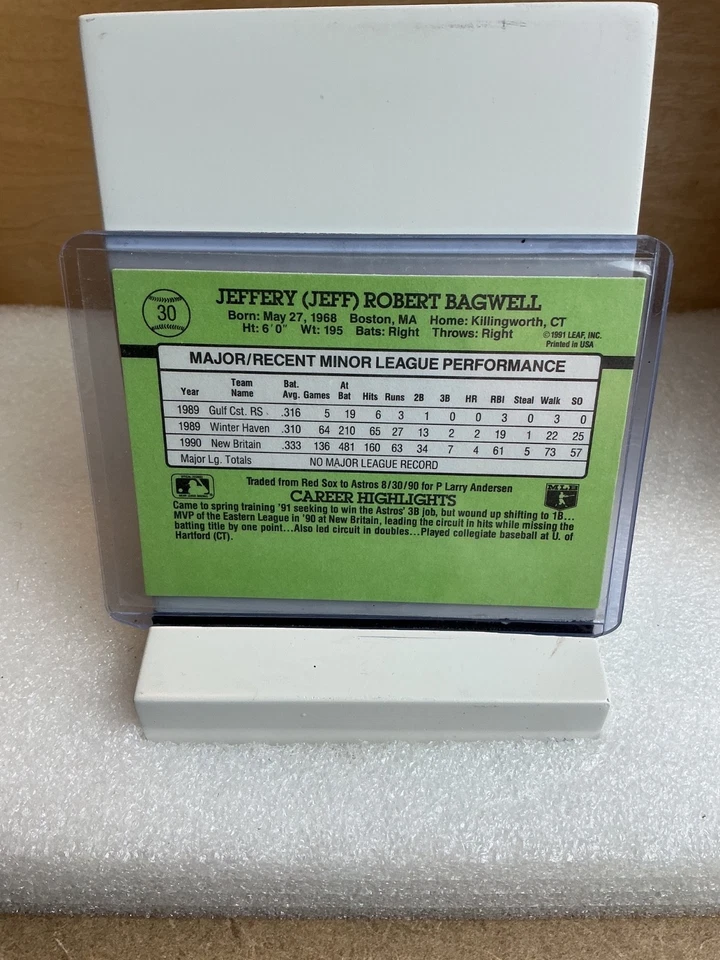 30
JEFFERY (JEFF) ROBERT BAGWELL
Born: May 27, 1968 Boston, MA Home: Killingworth, CT
Ht: 6'0" Wt: 195 Bats: Right Throws: Right
©1991 LEAF, INC.
Printed in USA
MAJOR/RECENT MINOR LEAGUE PERFORMANCE
Year Team Name Bat. Avg. Games At Bat Hits Runs 2B 3B HR RBI Steal Walk SO
1989 Gulf Cst. RS .316 5 19 6 3 1 0 0 3 0 3 0
1989 Winter Haven .310 64 210 65 27 13 2 2 19 1 22 25
1990 New Britain .333 136 481 160 63 34 7 4 61 5 73 57
Major Lg. Totals NO MAJOR LEAGUE RECORD
Traded from Red Sox to Astros 8/30/90 for P Larry Andersen
CAREER HIGHLIGHTS
MLB
Came to spring training '91 seeking to win the Astros' 3B job, but wound up shifting to 1B...
MVP of the Eastern League in '90 at New Britain, leading the circuit in hits while missing the
batting title by one point...Also led circuit in doubles...Played collegiate baseball at U. of
Hartford (CT).